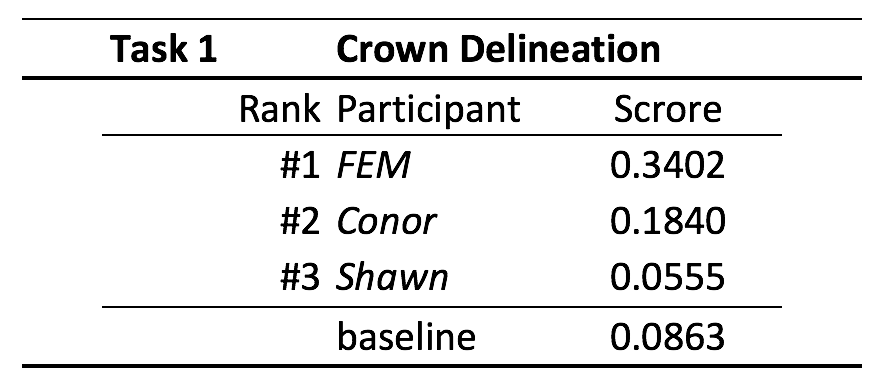 Task 1 Crown Delineation
Rank Participant Scrore
#1 FEM 0.3402
#2 Conor 0.1840
#3 Shawn 0.0555
baseline 0.0863